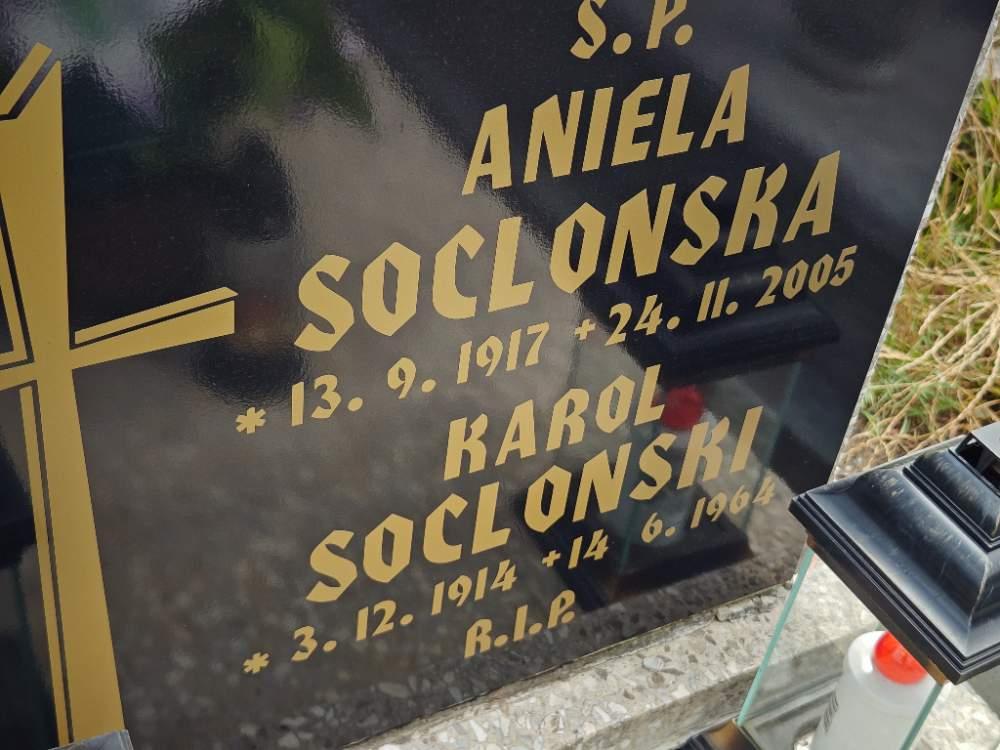 S. P.
ANIELA
SOCLONSKA
* 13. 9. 1917 + 24. 11. 2005
KAROL
SOCLONSKI
* 3. 12. 1914 + 14 6. 1964
R.I.P.